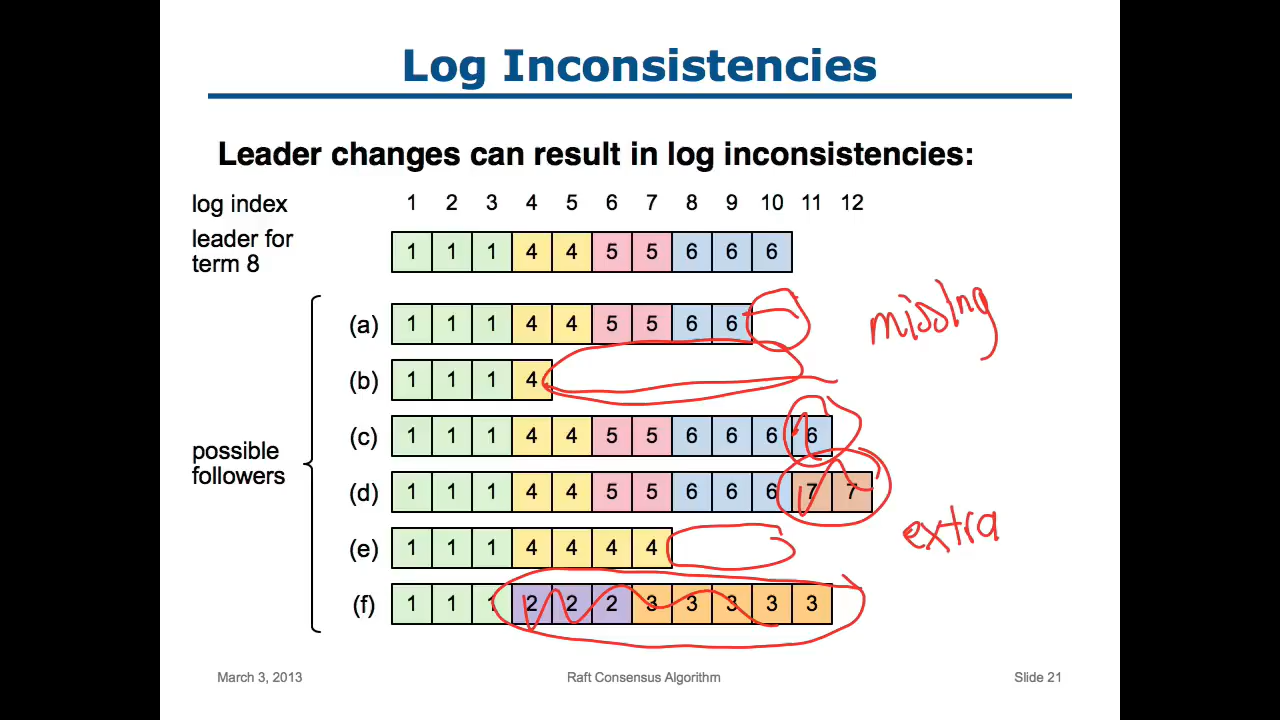 Log Inconsistencies
Leader changes can result in log inconsistencies:
log index 1 2 3 4 5 6 7 8 9 10 11 12
leader for
term 8 1 1 1 4 4 5 5 6 6 6
(a) 1 1 1 4 4 5 5 6 6
missing
(b) 1 1 1 4
(c) 1 1 1 4 4 5 5 6 6 6 6
possible
followers
(d) 1 1 1 4 4 5 5 6 6 6 7 7
extra
(e) 1 1 1 4 4 4 4
(f) 1 1 1 2 2 2 3 3 3 3 3
March 3, 2013 Raft Consensus Algorithm Slide 21